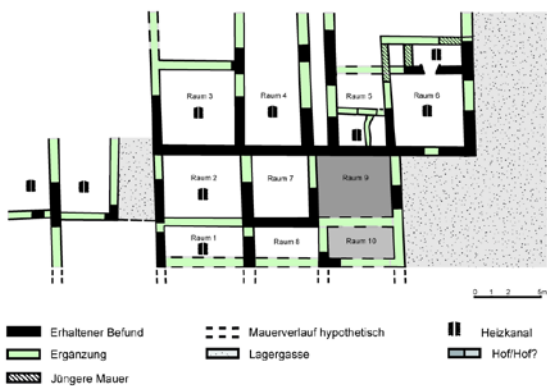 Raum 3
Raum 4
Raum 5
Raum 6
Raum 2
Raum 7
Raum 9
Raum 1
Raum 8
Raum 10
0 1 2 5m
Erhaltener Befund
Mauerverlauf hypothetisch
Heizkanal
Ergänzung
Lagergasse
Hof/Hof?
Jüngere Mauer